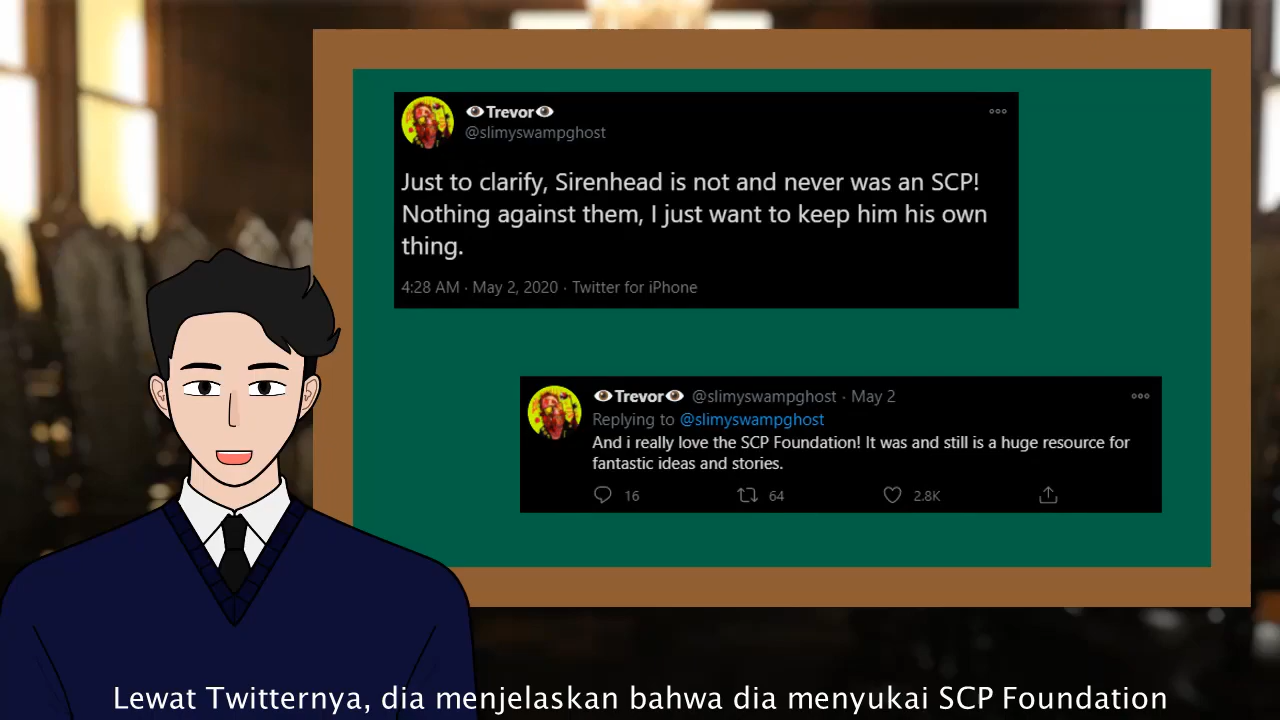 👁Trevor👁
@slimyswampghost
Just to clarify, Sirenhead is not and never was an SCP!
Nothing against them, I just want to keep him his own
thing.
4:28 AM · May 2, 2020 · Twitter for iPhone
👁Trevor👁 @slimyswampghost · May 2
Replying to @slimyswampghost
And i really love the SCP Foundation! It was and still is a huge resource for
fantastic ideas and stories.
16 64 2.8K
Lewat Twitternya, dia menjelaskan bahwa dia menyukai SCP Foundation